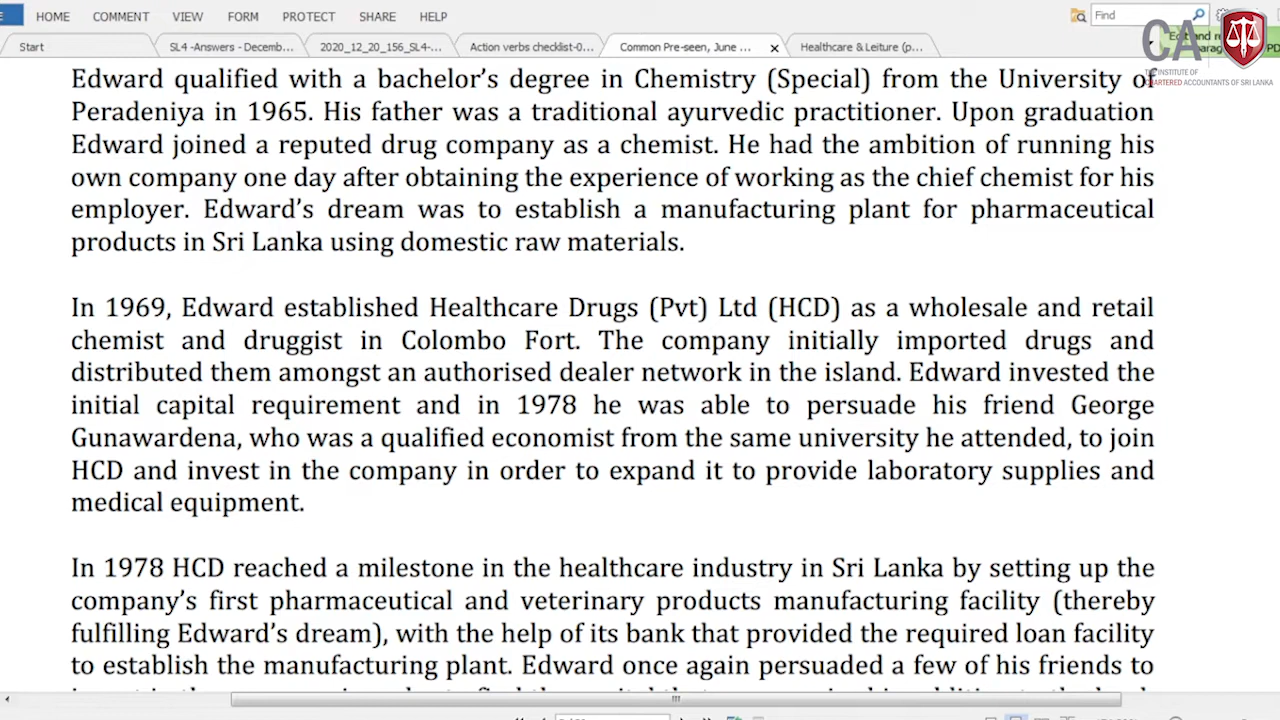 HOME COMMENT VIEW FORM PROTECT SHARE HELP
Find
Start SL4 -Answers - Decemb... 2020_12_20_156_SL4-... Action verbs checklist-0... Common Pre-seen, June ... Healthcare & Leiture (p...
CA
THE INSTITUTE OF
CHARTERED ACCOUNTANTS OF SRI LANKA
Edward qualified with a bachelor’s degree in Chemistry (Special) from the University of
Peradeniya in 1965. His father was a traditional ayurvedic practitioner. Upon graduation
Edward joined a reputed drug company as a chemist. He had the ambition of running his
own company one day after obtaining the experience of working as the chief chemist for his
employer. Edward’s dream was to establish a manufacturing plant for pharmaceutical
products in Sri Lanka using domestic raw materials.
In 1969, Edward established Healthcare Drugs (Pvt) Ltd (HCD) as a wholesale and retail
chemist and druggist in Colombo Fort. The company initially imported drugs and
distributed them amongst an authorised dealer network in the island. Edward invested the
initial capital requirement and in 1978 he was able to persuade his friend George
Gunawardena, who was a qualified economist from the same university he attended, to join
HCD and invest in the company in order to expand it to provide laboratory supplies and
medical equipment.
In 1978 HCD reached a milestone in the healthcare industry in Sri Lanka by setting up the
company’s first pharmaceutical and veterinary products manufacturing facility (thereby
fulfilling Edward’s dream), with the help of its bank that provided the required loan facility
to establish the manufacturing plant. Edward once again persuaded a few of his friends to